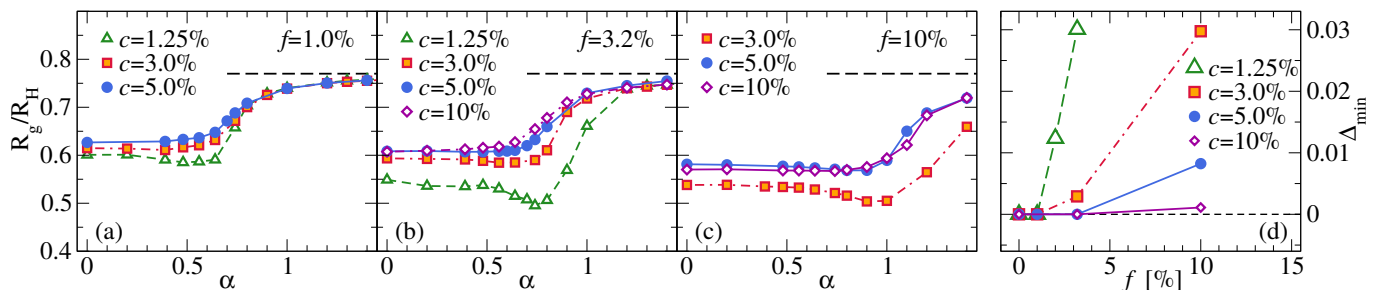 R_g/R_H
0.8
0.7
0.6
0.5
0.4
c=1.25%
c=3.0%
c=5.0%
f=1.0%
(a)
0
0.5
1
α
c=1.25%
c=3.0%
c=5.0%
c=10%
f=3.2%
(b)
0
0.5
1
α
c=3.0%
c=5.0%
c=10%
f=10%
(c)
0
0.5
1
α
c=1.25%
c=3.0%
c=5.0%
c=10%
(d)
0
5
10
15
f [%]
0.03
0.02
0.01
0
Δ_min